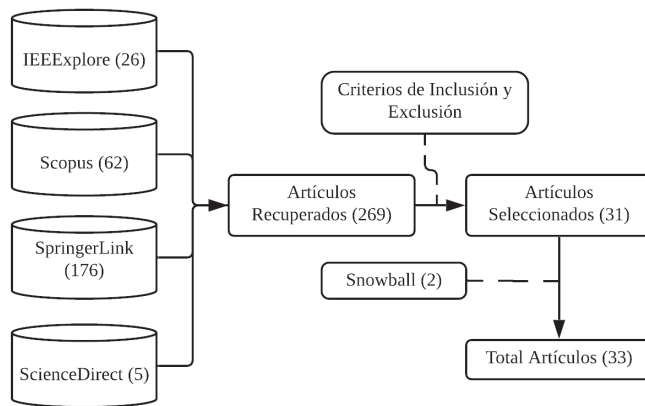 IEEExplore (26)
Scopus (62)
SpringerLink
(176)
ScienceDirect (5)
Artículos
Recuperados (269)
Criterios de Inclusión y
Exclusión
Artículos
Seleccionados (31)
Snowball (2)
Total Artículos (33)